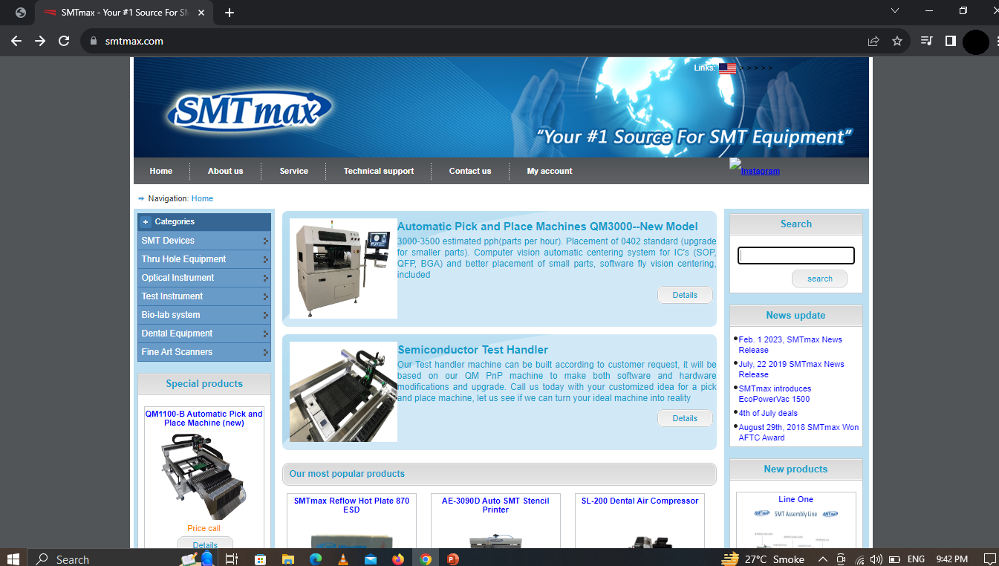 SMTmax - Your #1 Source For SM
smtmax.com
Links: > > > > >
SMTmax
“Your #1 Source For SMT Equipment”
Home About us Service Technical support Contact us My account Instagram
Navigation: Home
+ Categories
SMT Devices
Thru Hole Equipment
Optical Instrument
Test Instrument
Bio-lab system
Dental Equipment
Fine Art Scanners
Special products
QM1100-B Automatic Pick and
Place Machine (new)
Price call
Details
Automatic Pick and Place Machines QM3000--New Model
3000-3500 estimated pph(parts per hour). Placement of 0402 standard (upgrade
for smaller parts). Computer vision automatic centering system for IC's (SOP,
QFP, BGA) and better placement of small parts, software fly vision centering,
included
Details
Semiconductor Test Handler
Our Test handler machine can be built according to customer request, it will be
based on our QM PnP machine to make both software and hardware
modifications and upgrade. Call us today with your customized idea for a pick
and place machine, let us see if we can turn your ideal machine into reality
Details
Our most popular products
SMTmax Reflow Hot Plate 870
ESD
AE-3090D Auto SMT Stencil
Printer
SL-200 Dental Air Compressor
Search
search
News update
Feb. 1 2023, SMTmax News
Release
July, 22 2019 SMTmax News
Release
SMTmax introduces
EcoPowerVac 1500
4th of July deals
August 29th, 2018 SMTmax Won
AFTC Award
New products
Line One
SMTmax SMT Assembly Line SMTmax
Search
27°C Smoke
ENG
9:42 PM